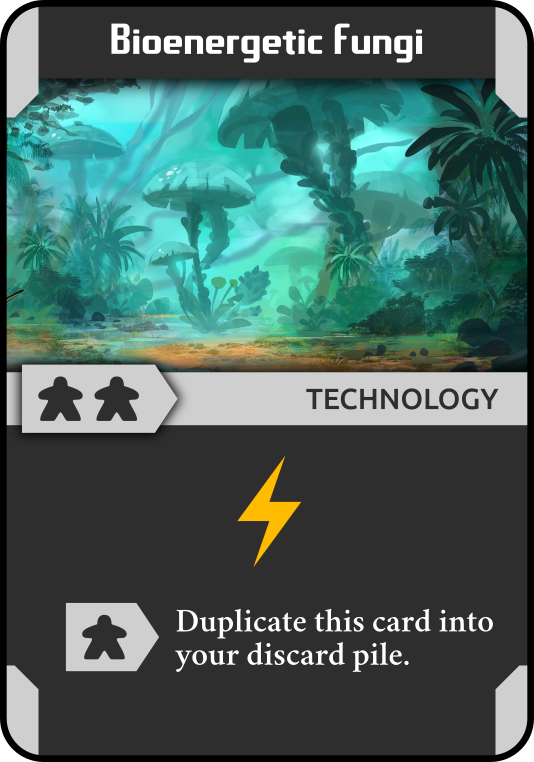 Bioenergetic Fungi
TECHNOLOGY
Duplicate this card into
your discard pile.